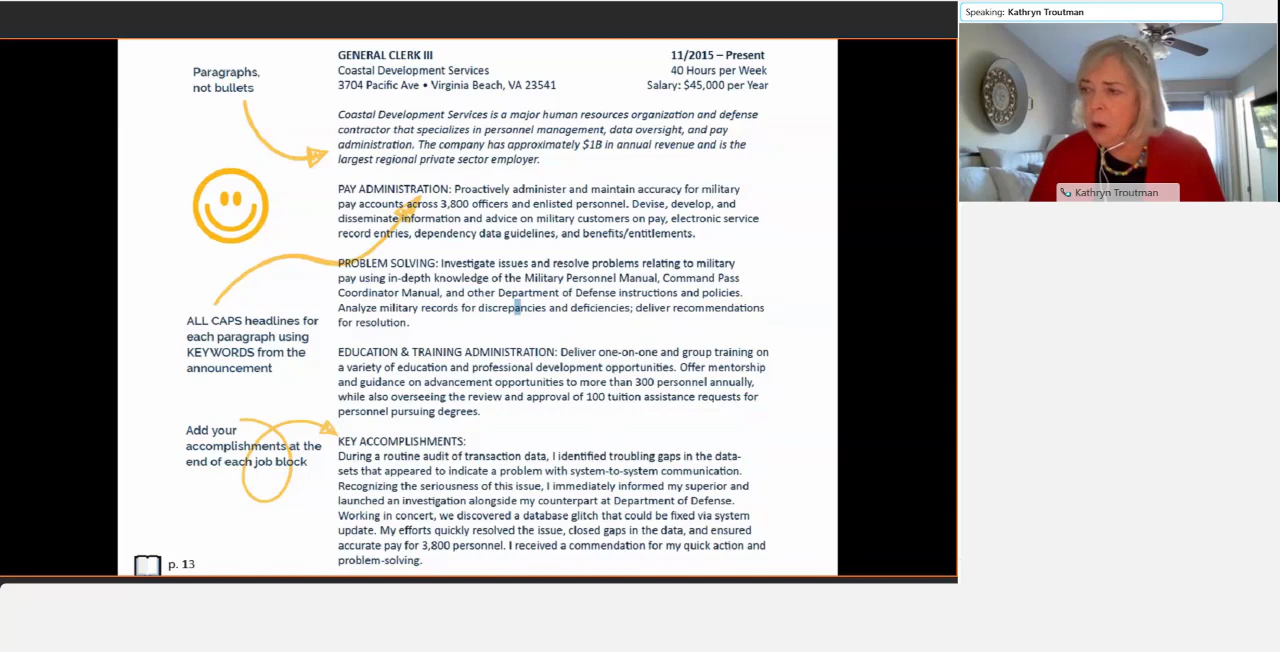 Speaking: Kathryn Troutman
Kathryn Troutman
Paragraphs,
not bullets
ALL CAPS headlines for
each paragraph using
KEYWORDS from the
announcement
Add your
accomplishments at the
end of each job block
p. 13
GENERAL CLERK III 11/2015 – Present
Coastal Development Services 40 Hours per Week
3704 Pacific Ave • Virginia Beach, VA 23541 Salary: $45,000 per Year
Coastal Development Services is a major human resources organization and defense
contractor that specializes in personnel management, data oversight, and pay
administration. The company has approximately $1B in annual revenue and is the
largest regional private sector employer.
PAY ADMINISTRATION: Proactively administer and maintain accuracy for military
pay accounts across 3,800 officers and enlisted personnel. Devise, develop, and
disseminate information and advice on military customers on pay, electronic service
record entries, dependency data guidelines, and benefits/entitlements.
PROBLEM SOLVING: Investigate issues and resolve problems relating to military
pay using in-depth knowledge of the Military Personnel Manual, Command Pass
Coordinator Manual, and other Department of Defense instructions and policies.
Analyze military records for discrepancies and deficiencies; deliver recommendations
for resolution.
EDUCATION & TRAINING ADMINISTRATION: Deliver one-on-one and group training on
a variety of education and professional development opportunities. Offer mentorship
and guidance on advancement opportunities to more than 300 personnel annually,
while also overseeing the review and approval of 100 tuition assistance requests for
personnel pursuing degrees.
KEY ACCOMPLISHMENTS:
During a routine audit of transaction data, I identified troubling gaps in the data-
sets that appeared to indicate a problem with system-to-system communication.
Recognizing the seriousness of this issue, I immediately informed my superior and
launched an investigation alongside my counterpart at Department of Defense.
Working in concert, we discovered a database glitch that could be fixed via system
update. My efforts quickly resolved the issue, closed gaps in the data, and ensured
accurate pay for 3,800 personnel. I received a commendation for my quick action and
problem-solving.